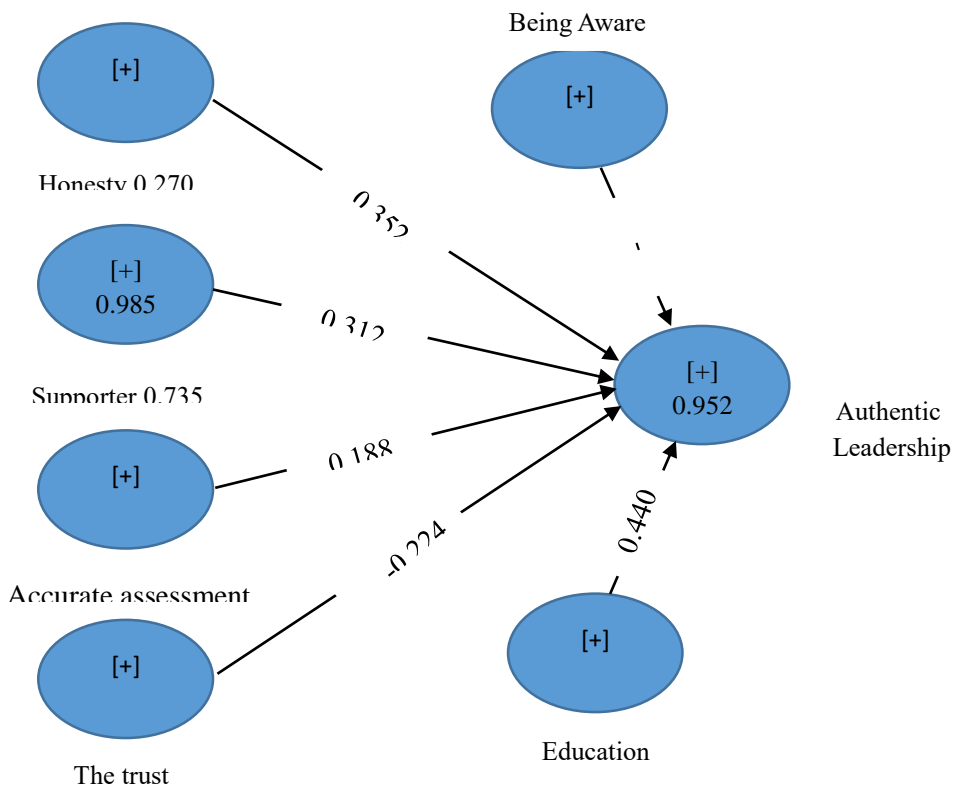 Being Aware
[+]
[+]
Honesty 0.270
0.352
[+]
0.985
0.312
[+]
0.952
Authentic
Leadership
Supporter 0.735
[+]
0.188
-0.224
0.440
Accurate assessment
[+]
[+]
Education
The trust